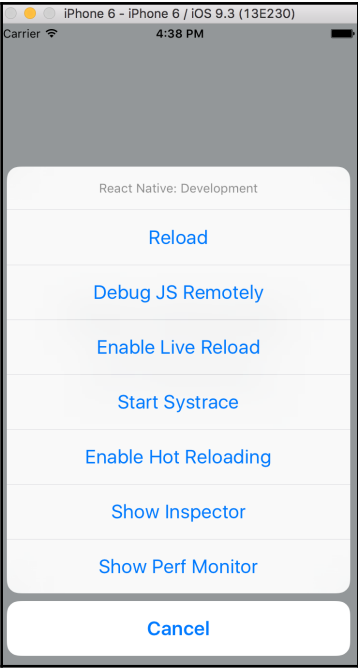 iPhone 6 - iPhone 6 / iOS 9.3 (13E230)
Carrier 4:38 PM
React Native: Development
Reload
Debug JS Remotely
Enable Live Reload
Start Systrace
Enable Hot Reloading
Show Inspector
Show Perf Monitor
Cancel